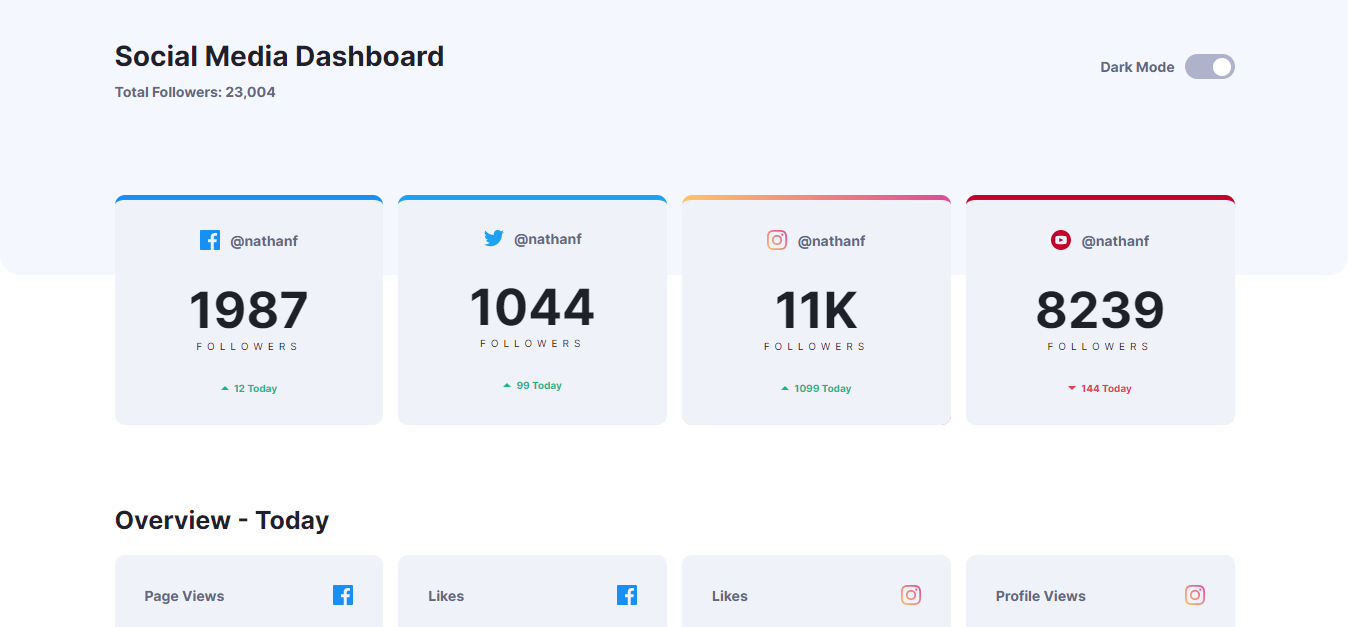 Social Media Dashboard
Total Followers: 23,004
Dark Mode
@nathanf
1987
FOLLOWERS
12 Today
@nathanf
1044
FOLLOWERS
99 Today
@nathanf
11K
FOLLOWERS
1099 Today
@nathanf
8239
FOLLOWERS
144 Today
Overview - Today
Page Views
Likes
Likes
Profile Views